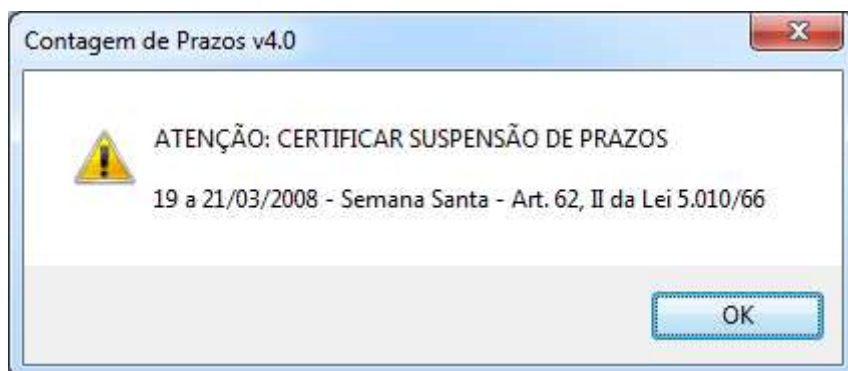 Contagem de Prazos v4.0
ATENÇÃO: CERTIFICAR SUSPENSÃO DE PRAZOS
19 a 21/03/2008 - Semana Santa - Art. 62, II da Lei 5.010/66
OK